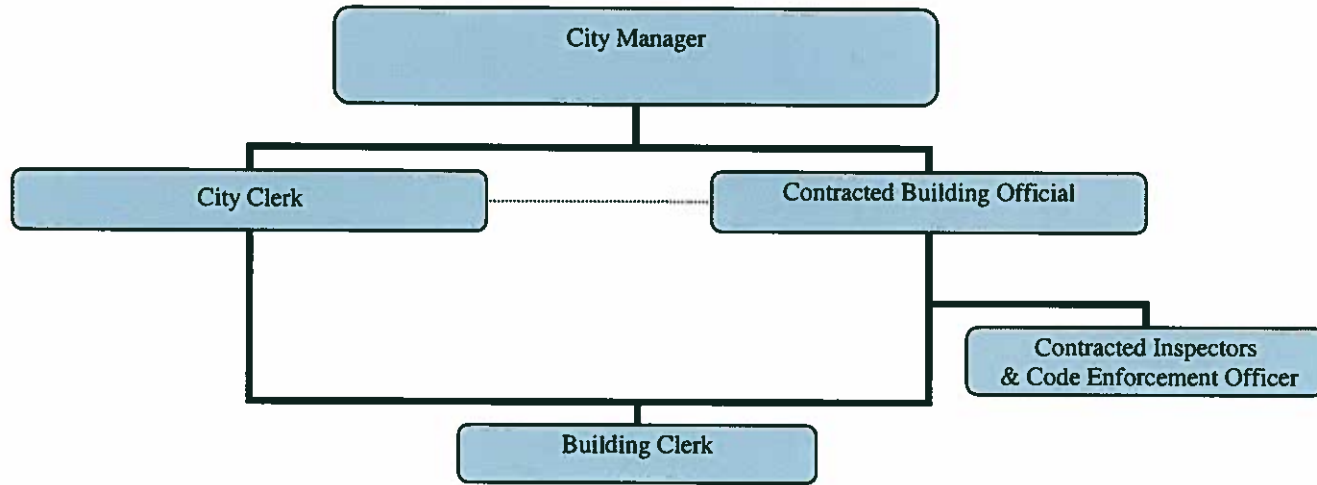 City Manager
City Clerk
Contracted Building Official
Contracted Inspectors
& Code Enforcement Officer
Building Clerk